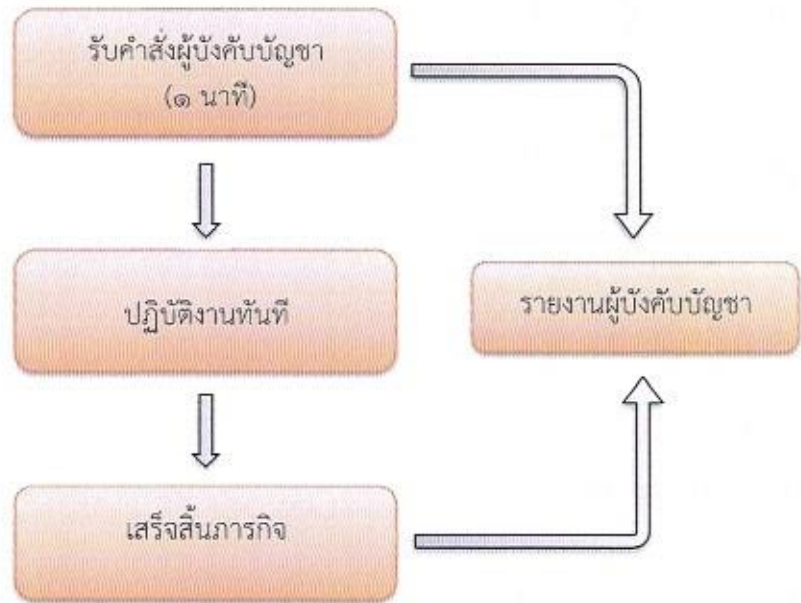 รับคำสั่งผู้บังคับบัญชา
(๑ นาที)
ปฏิบัติงานทันที
รายงานผู้บังคับบัญชา
เสร็จสิ้นภารกิจ